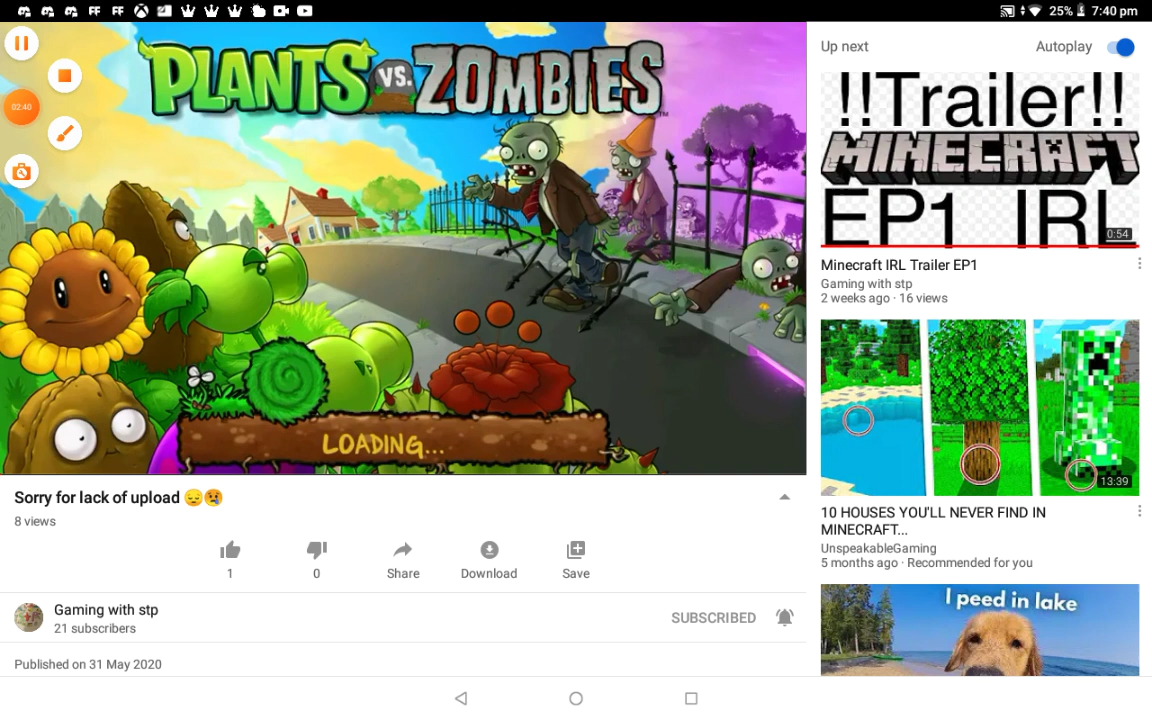 FF FF 25% 7:40 pm
02:40
PLANTS VS. ZOMBIES™
LOADING...
Sorry for lack of upload 😔😢
8 views
1 0 Share Download Save
Gaming with stp
21 subscribers
SUBSCRIBED
Published on 31 May 2020
Up next Autoplay
!!Trailer!!
MINECRAFT
EP1 IRL
0:54
Minecraft IRL Trailer EP1
Gaming with stp
2 weeks ago · 16 views
13:39
10 HOUSES YOU'LL NEVER FIND IN
MINECRAFT...
UnspeakableGaming
5 months ago · Recommended for you
I peed in lake